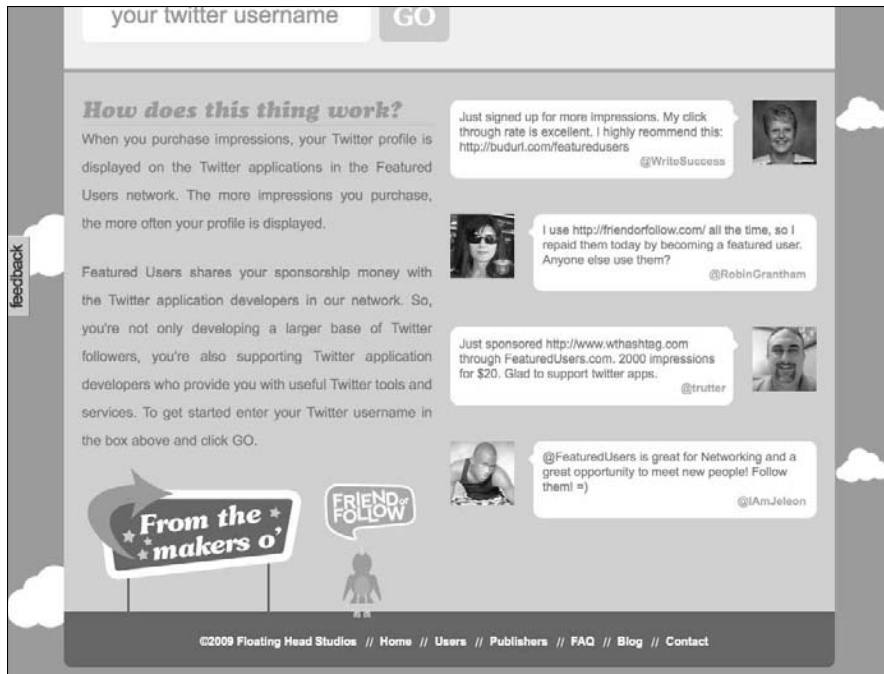 your twitter username
GO
How does this thing work?
When you purchase impressions, your Twitter profile is
displayed on the Twitter applications in the Featured
Users network. The more impressions you purchase,
the more often your profile is displayed.
Featured Users shares your sponsorship money with
the Twitter application developers in our network. So,
you're not only developing a larger base of Twitter
followers, you're also supporting Twitter application
developers who provide you with useful Twitter tools and
services. To get started enter your Twitter username in
the box above and click GO.
From the
makers o'
FRIEND or
FOLLOW
Just signed up for more impressions. My click
through rate is excellent. I highly reommend this:
http://budurl.com/featuredusers
@WriteSuccess
I use http://friendorfollow.com/ all the time, so I
repaid them today by becoming a featured user.
Anyone else use them?
@RobinGrantham
Just sponsored http://www.wthashtag.com
through FeaturedUsers.com. 2000 impressions
for $20. Glad to support twitter apps.
@trutter
@FeaturedUsers is great for Networking and a
great opportunity to meet new people! Follow
them! =)
@IAmJeleon
feedback
©2009 Floating Head Studios // Home // Users // Publishers // FAQ // Blog // Contact